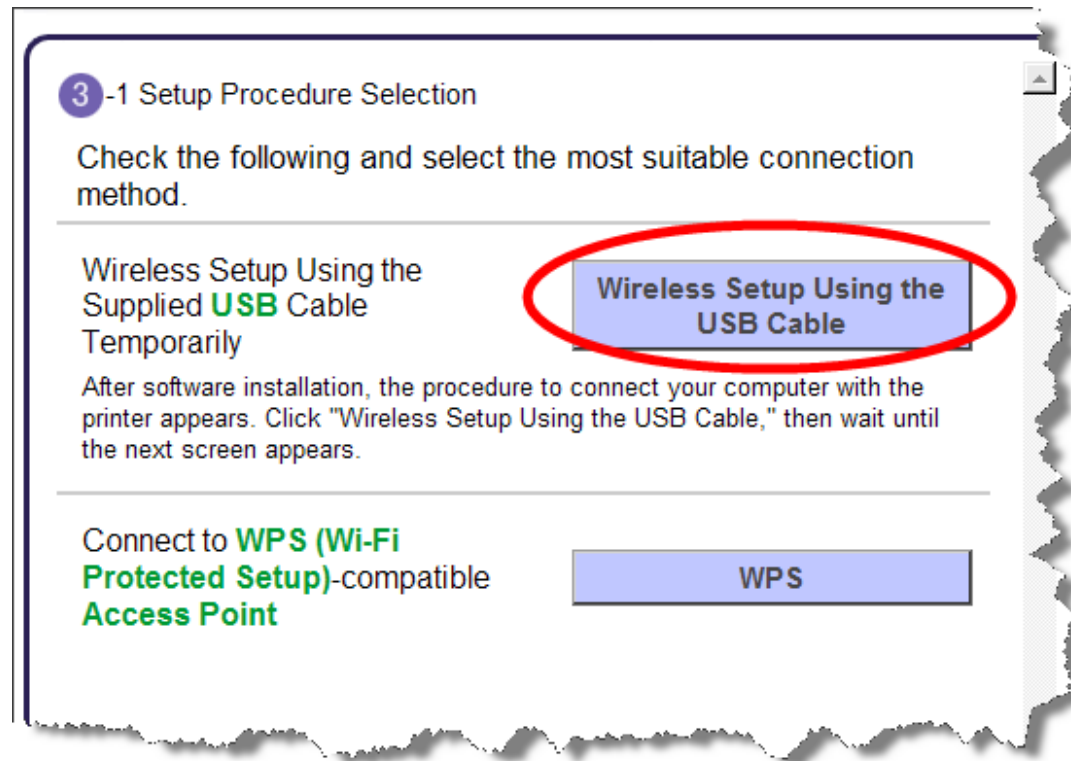 3-1 Setup Procedure Selection
Check the following and select the most suitable connection
method.
Wireless Setup Using the
Supplied USB Cable
Temporarily
Wireless Setup Using the
USB Cable
After software installation, the procedure to connect your computer with the
printer appears. Click "Wireless Setup Using the USB Cable," then wait until
the next screen appears.
Connect to WPS (Wi-Fi
Protected Setup)-compatible
Access Point
WPS